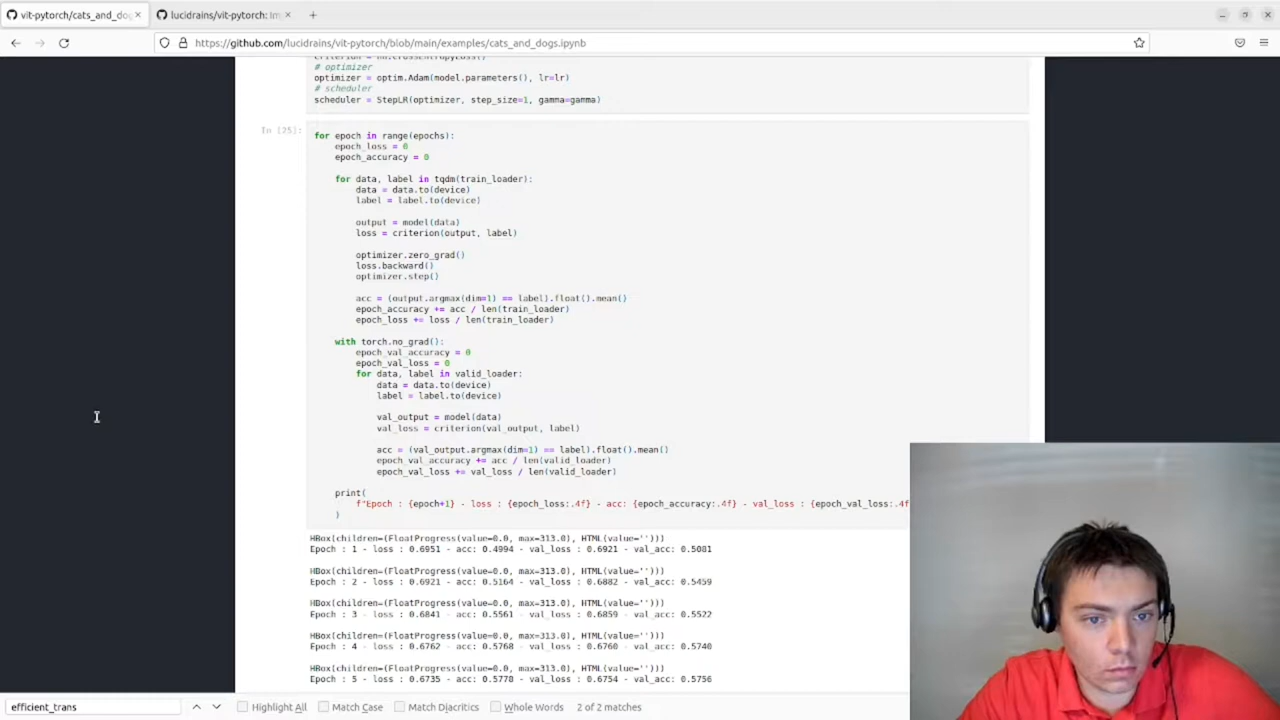 vit-pytorch/cats_and_dog
lucidrains/vit-pytorch: Im
https://github.com/lucidrains/vit-pytorch/blob/main/examples/cats_and_dogs.ipynb
# optimizer
optimizer = optim.Adam(model.parameters(), lr=lr)
# scheduler
scheduler = StepLR(optimizer, step_size=1, gamma=gamma)
In [25]:
for epoch in range(epochs):
epoch_loss = 0
epoch_accuracy = 0
for data, label in tqdm(train_loader):
data = data.to(device)
label = label.to(device)
output = model(data)
loss = criterion(output, label)
optimizer.zero_grad()
loss.backward()
optimizer.step()
acc = (output.argmax(dim=1) == label).float().mean()
epoch_accuracy += acc / len(train_loader)
epoch_loss += loss / len(train_loader)
with torch.no_grad():
epoch_val_accuracy = 0
epoch_val_loss = 0
for data, label in valid_loader:
data = data.to(device)
label = label.to(device)
val_output = model(data)
val_loss = criterion(val_output, label)
acc = (val_output.argmax(dim=1) == label).float().mean()
epoch_val_accuracy += acc / len(valid_loader)
epoch_val_loss += val_loss / len(valid_loader)
print(
f"Epoch : {epoch+1} - loss : {epoch_loss:.4f} - acc: {epoch_accuracy:.4f} - val_loss : {epoch_val_loss:.4f
)
HBox(children=(FloatProgress(value=0.0, max=313.0), HTML(value='')))
Epoch : 1 - loss : 0.6951 - acc: 0.4994 - val_loss : 0.6921 - val_acc: 0.5081
HBox(children=(FloatProgress(value=0.0, max=313.0), HTML(value='')))
Epoch : 2 - loss : 0.6921 - acc: 0.5164 - val_loss : 0.6882 - val_acc: 0.5459
HBox(children=(FloatProgress(value=0.0, max=313.0), HTML(value='')))
Epoch : 3 - loss : 0.6841 - acc: 0.5561 - val_loss : 0.6859 - val_acc: 0.5522
HBox(children=(FloatProgress(value=0.0, max=313.0), HTML(value='')))
Epoch : 4 - loss : 0.6762 - acc: 0.5768 - val_loss : 0.6760 - val_acc: 0.5740
HBox(children=(FloatProgress(value=0.0, max=313.0), HTML(value='')))
Epoch : 5 - loss : 0.6735 - acc: 0.5778 - val_loss : 0.6754 - val_acc: 0.5756
efficient_trans
Highlight All
Match Case
Match Diacritics
Whole Words
2 of 2 matches